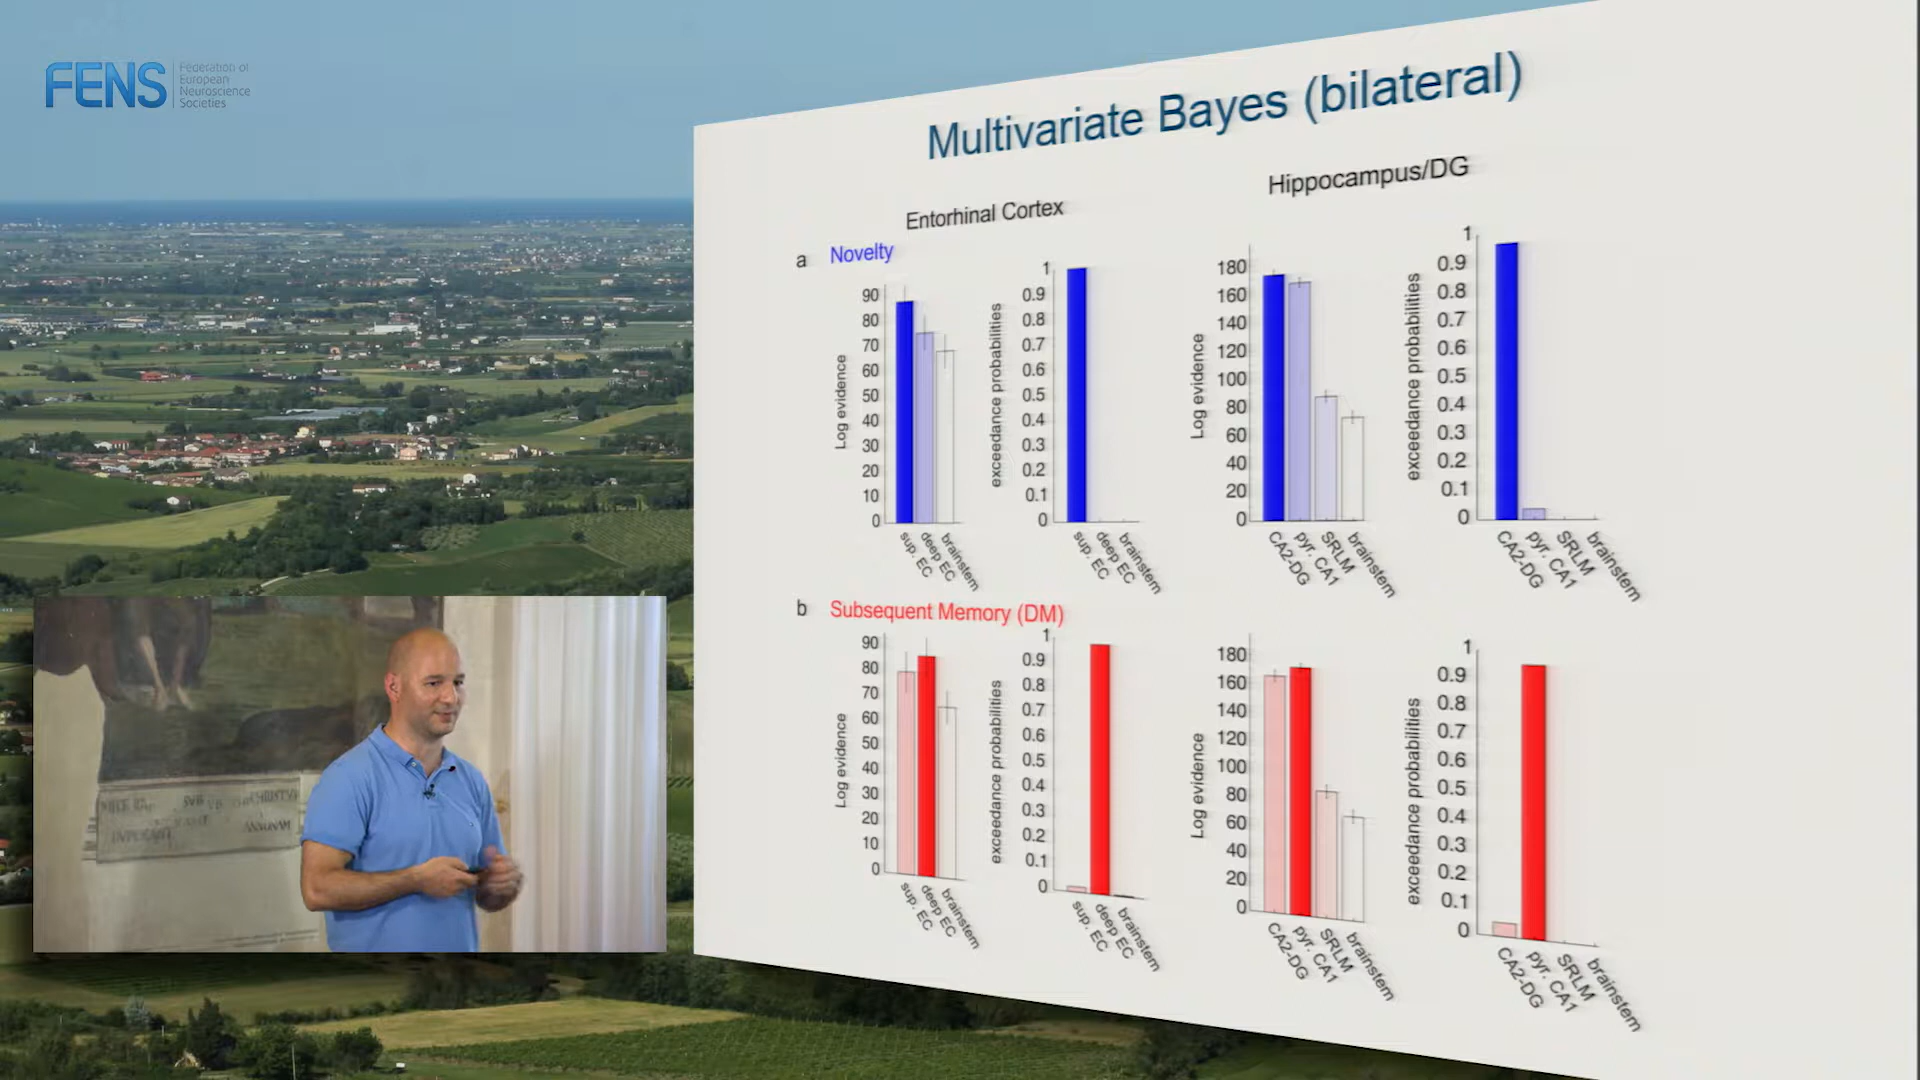 FENS
Federation of
European
Neuroscience
Societies
Multivariate Bayes (bilateral)
Entorhinal Cortex
Hippocampus/DG
a Novelty
Log evidence
90
80
70
60
50
40
30
20
10
0
sup. EC
deep EC
brainstem
exceedance probabilities
1
0.9
0.8
0.7
0.6
0.5
0.4
0.3
0.2
0.1
0
sup. EC
deep EC
brainstem
Log evidence
180
160
140
120
100
80
60
40
20
0
CA2-DG
pyr. CA1
SRLM
brainstem
exceedance probabilities
1
0.9
0.8
0.7
0.6
0.5
0.4
0.3
0.2
0.1
0
CA2-DG
pyr. CA1
SRLM
brainstem
b Subsequent Memory (DM)
Log evidence
90
80
70
60
50
40
30
20
10
0
sup. EC
deep EC
brainstem
exceedance probabilities
1
0.9
0.8
0.7
0.6
0.5
0.4
0.3
0.2
0.1
0
sup. EC
deep EC
brainstem
Log evidence
180
160
140
120
100
80
60
40
20
0
CA2-DG
pyr. CA1
SRLM
brainstem
exceedance probabilities
1
0.9
0.8
0.7
0.6
0.5
0.4
0.3
0.2
0.1
0
CA2-DG
pyr. CA1
SRLM
brainstem